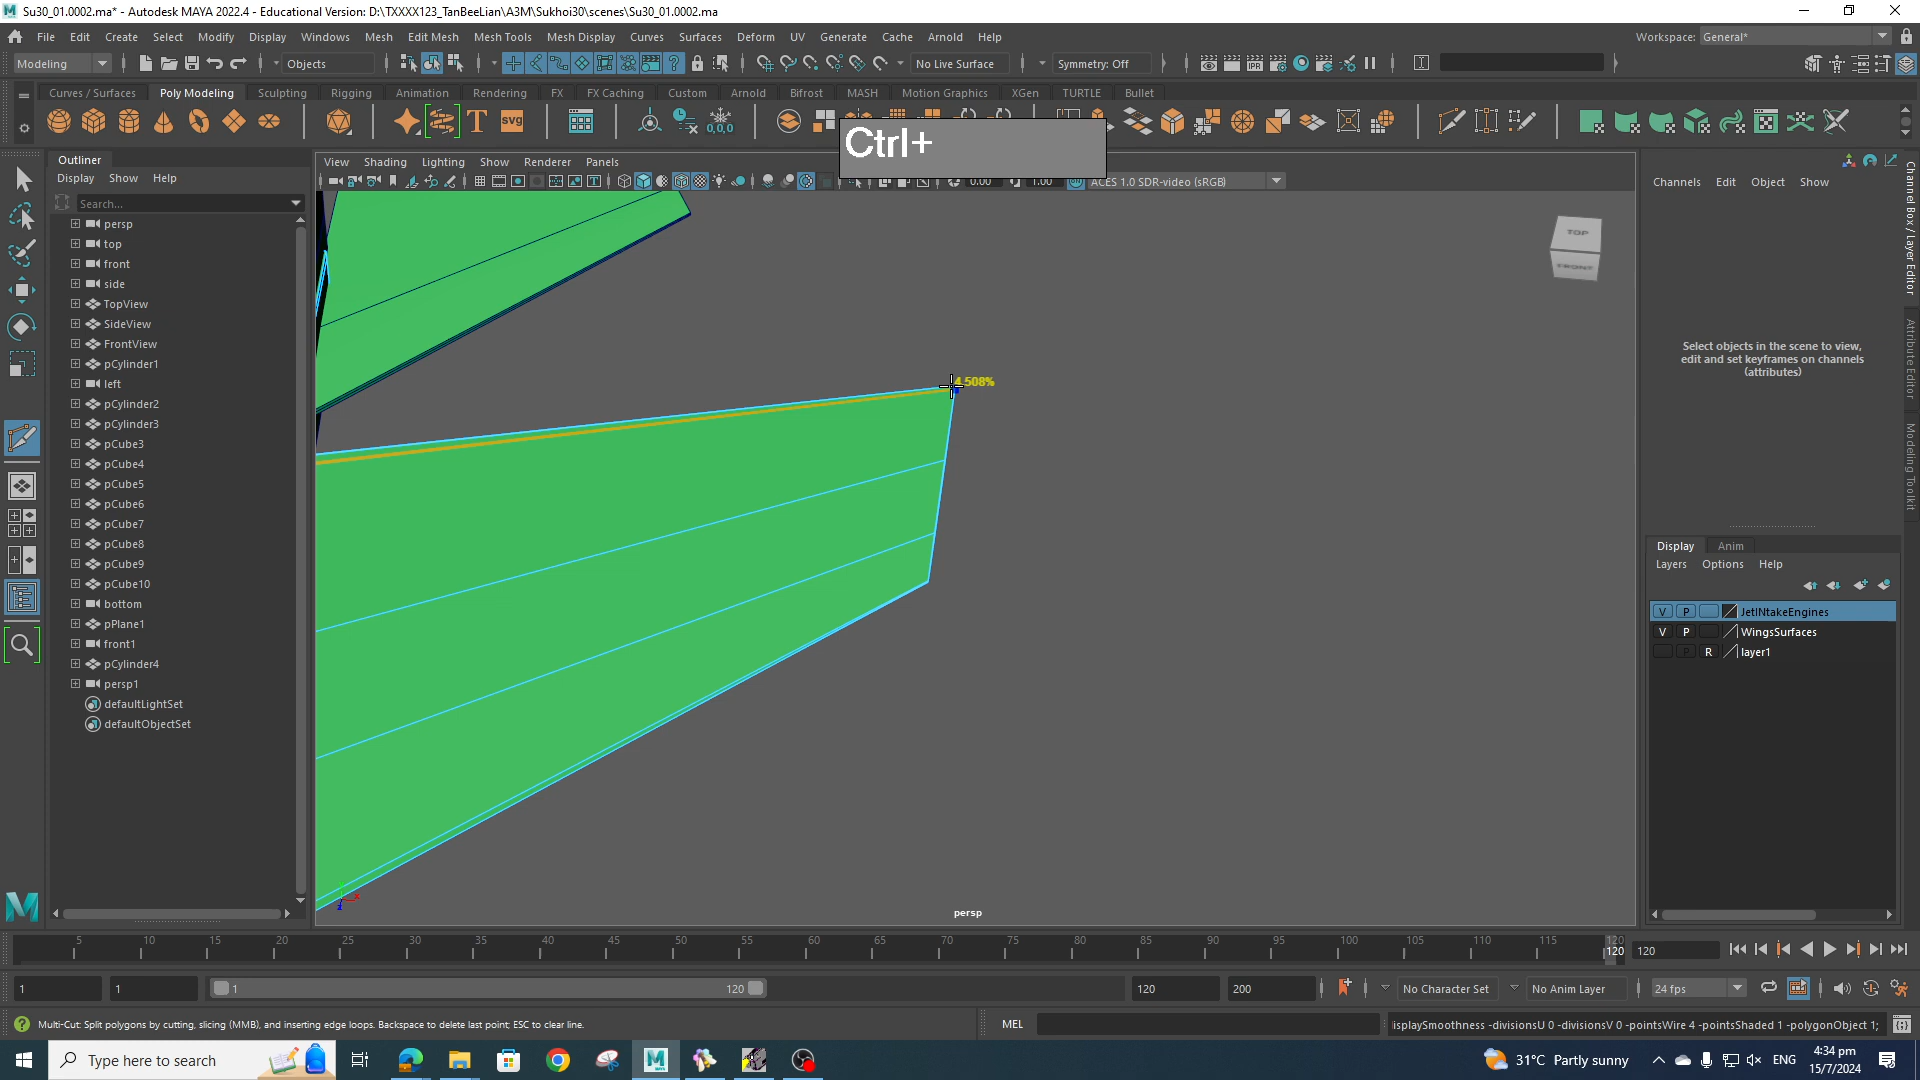 Su30_01.0002.ma* - Autodesk MAYA 2022.4 - Educational Version: D:\TXXXX123_TanBeeLian\A3M\Sukhoi30\scenes\Su30_01.0002.ma
File Edit Create Select Modify Display Windows Mesh Edit Mesh Mesh Tools Mesh Display Curves Surfaces Deform UV Generate Cache Arnold Help
Workspace: General*
Modeling Objects No Live Surface Symmetry: Off
Curves / Surfaces Poly Modeling Sculpting Rigging Animation Rendering FX FX Caching Custom Arnold Bifrost MASH Motion Graphics XGen TURTLE Bullet
Ctrl+
Outliner
Display Show Help
Search...
persp
top
front
side
TopView
SideView
FrontView
pCylinder1
left
pCylinder2
pCylinder3
pCube3
pCube4
pCube5
pCube6
pCube7
pCube8
pCube9
pCube10
bottom
pPlane1
front1
pCylinder4
persp1
defaultLightSet
defaultObjectSet
View Shading Lighting Show Renderer Panels
0.00 1.00 ACES 1.0 SDR-video (sRGB)
TOP
FRONT
4.508%
persp
Channels Edit Object Show
Select objects in the scene to view,
edit and set keyframes on channels
(attributes)
Channel Box / Layer Editor
Attribute Editor
Modeling Toolkit
Display Anim
Layers Options Help
V P JetINtakeEngines
V P WingsSurfaces
P R layer1
5 10 15 20 25 30 35 40 45 50 55 60 65 70 75 80 85 90 95 100 105 110 115 120
120 120
1 1 1 120 120 200 No Character Set No Anim Layer 24 fps
Multi-Cut: Split polygons by cutting, slicing (MMB), and inserting edge loops. Backspace to delete last point; ESC to clear line.
MEL
isplaySmoothness -divisionsU 0 -divisionsV 0 -pointsWire 4 -pointsShaded 1 -polygonObject 1;
Type here to search
31°C Partly sunny
ENG
4:34 pm
15/7/2024